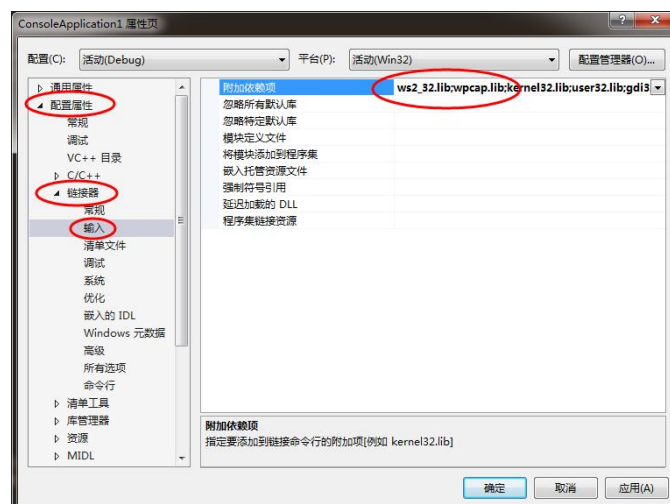 ConsoleApplication1 属性页
配置(C): 活动(Debug) 平台(P): 活动(Win32) 配置管理器(O)...
通用属性
配置属性
常规
调试
VC++ 目录
C/C++
链接器
常规
输入
清单文件
调试
系统
优化
嵌入的 IDL
Windows 元数据
高级
所有选项
命令行
清单工具
库管理器
资源
MIDL
附加依赖项 ws2_32.lib;wpcap.lib;kernel32.lib;user32.lib;gdi3
忽略所有默认库
忽略特定默认库
模块定义文件
将模块添加到程序集
嵌入托管资源文件
强制符号引用
延迟加载的 DLL
程序集链接资源
附加依赖项
指定要添加到链接命令行的附加项[例如 kernel32.lib]
确定 取消 应用(A)